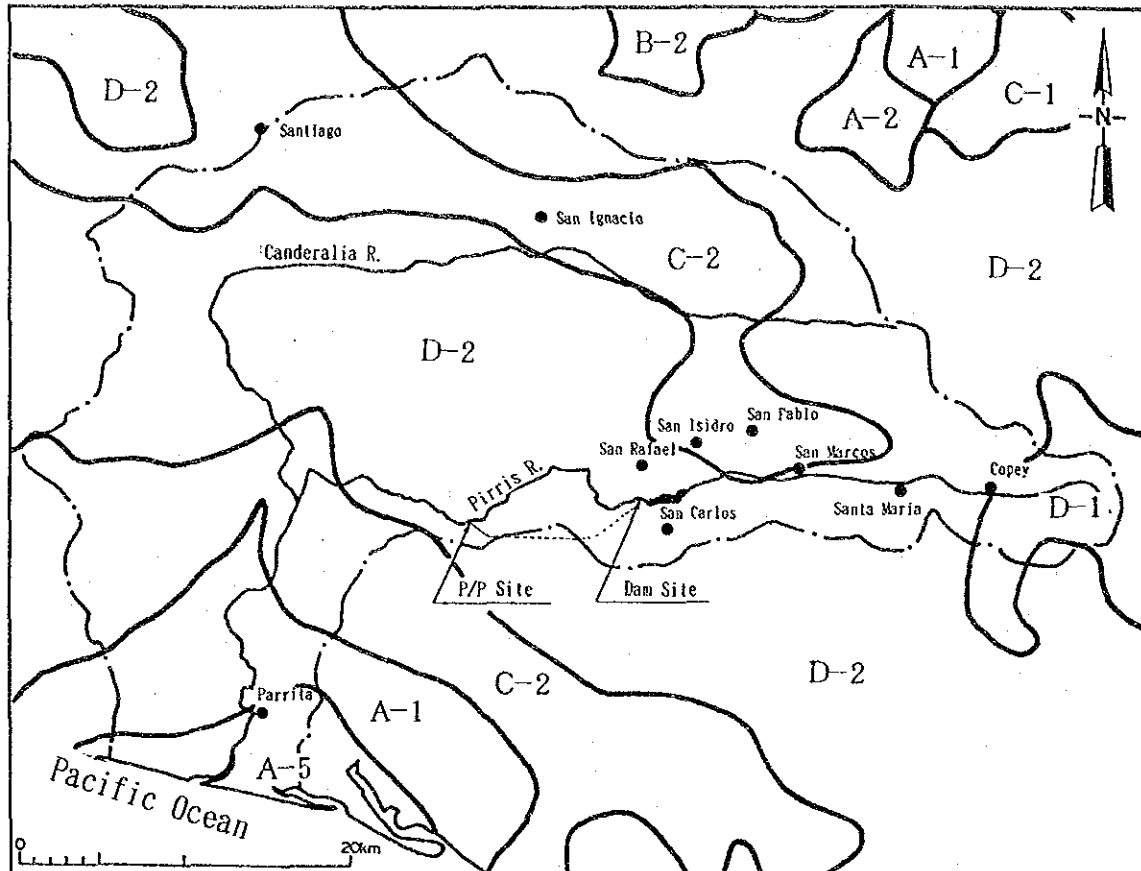 B-2
A-1
D-2
C-1
A-2
N
Santiago
San Ignacio
Canderalia R.
C-2
D-2
D-2
San Pablo
San Isidro
San Rafael
San Marcos
Copey
Pirris R.
Santa Maria
D-1
San Carlos
P/P Site
Dam Site
C-2
D-2
Parrita
A-1
A-5
Pacific Ocean
0
20km